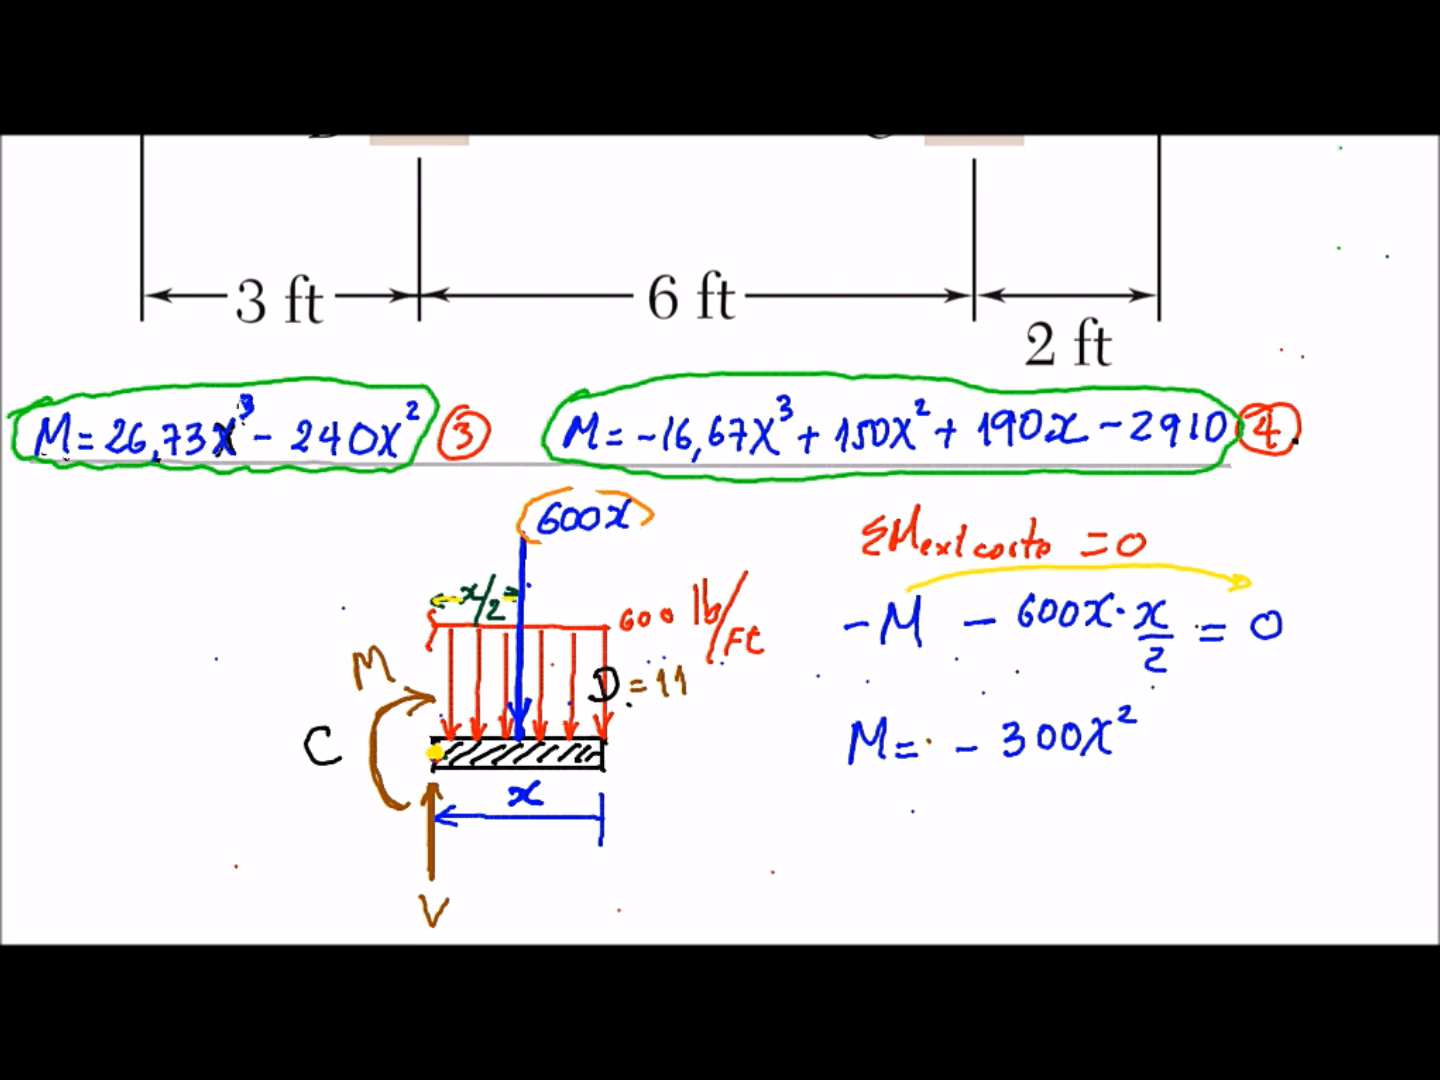 3 ft 6 ft 2 ft
M = 26,73x³ - 240x² ③ M = -16,67x³ + 150x² + 190x - 2910 ④
600x
ΣMext corte = 0
x/2
600 lb/Ft
-M - 600x · x/2 = 0
M
D = 11
M = - 300x²
C
x
V